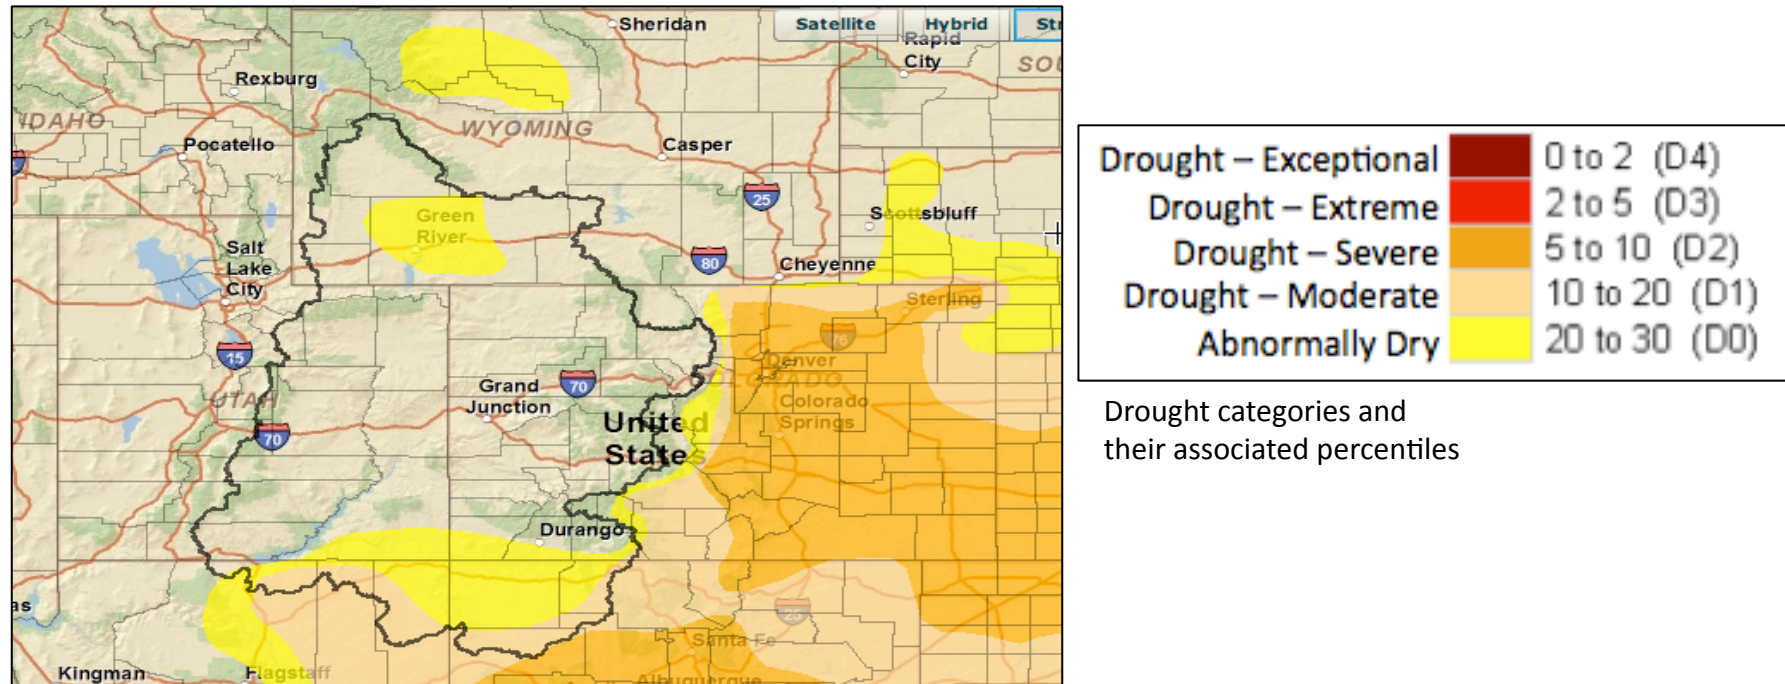 Sheridan
Satellite
Hybrid
Rapid
City
Rexburg
IDAHO
WYOMING
Pocatello
Casper
25
Scottsbluff
Green
River
Salt
Lake
City
80
Cheyenne
Sterling
76
15
Denver
COLORADO
Grand
Junction
70
Colorado
Springs
UTAH
United
States
70
Durango
25
Santa Fe
Kingman
Flagstaff
Albuquerque
Drought – Exceptional 0 to 2 (D4)
Drought – Extreme 2 to 5 (D3)
Drought – Severe 5 to 10 (D2)
Drought – Moderate 10 to 20 (D1)
Abnormally Dry 20 to 30 (D0)
Drought categories and
their associated percentiles